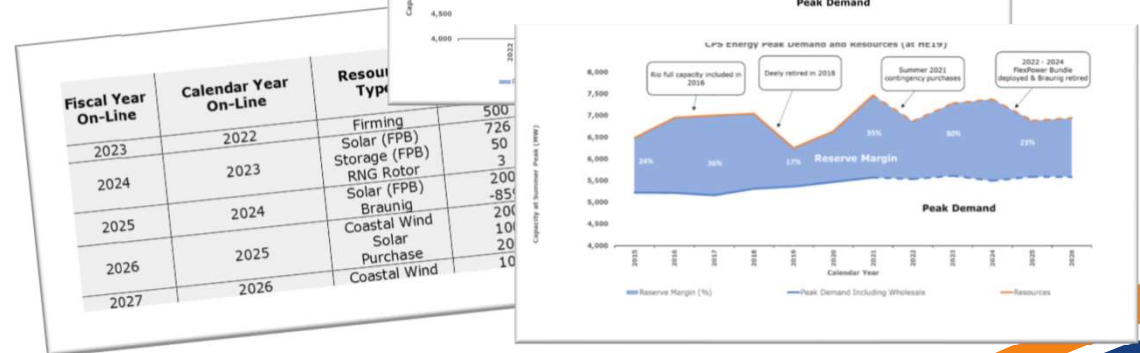 Peak Demand
4,500
4,000
2022
Fiscal Year On-Line
Calendar Year On-Line
2023
2022
Firming
500
2024
2023
Solar (FPB)
726
Storage (FPB)
50
RNG Rotor
3
2025
2024
Solar (FPB)
200
Braunig
2026
2025
Coastal Wind
Solar
Purchase
2027
2026
Coastal Wind
CPS Energy Peak Demand and Resources (at HE19)
Rio full capacity included in
2016
Deely retired in 2018
Summer 2021
contingency purchases
2022 - 2024
FlexPower Bundle
deployed & Braunig retired
Capacity at Summer Peak (MW)
8,000
7,500
7,000
6,500
6,000
5,500
5,000
4,500
4,000
24%
36%
17%
35%
30%
23%
Reserve Margin
Peak Demand
2015 2016 2017 2018 2019 2020 2021 2022 2023 2024 2025 2026
Calendar Year
Reserve Margin (%) Peak Demand Including Wholesale Resources